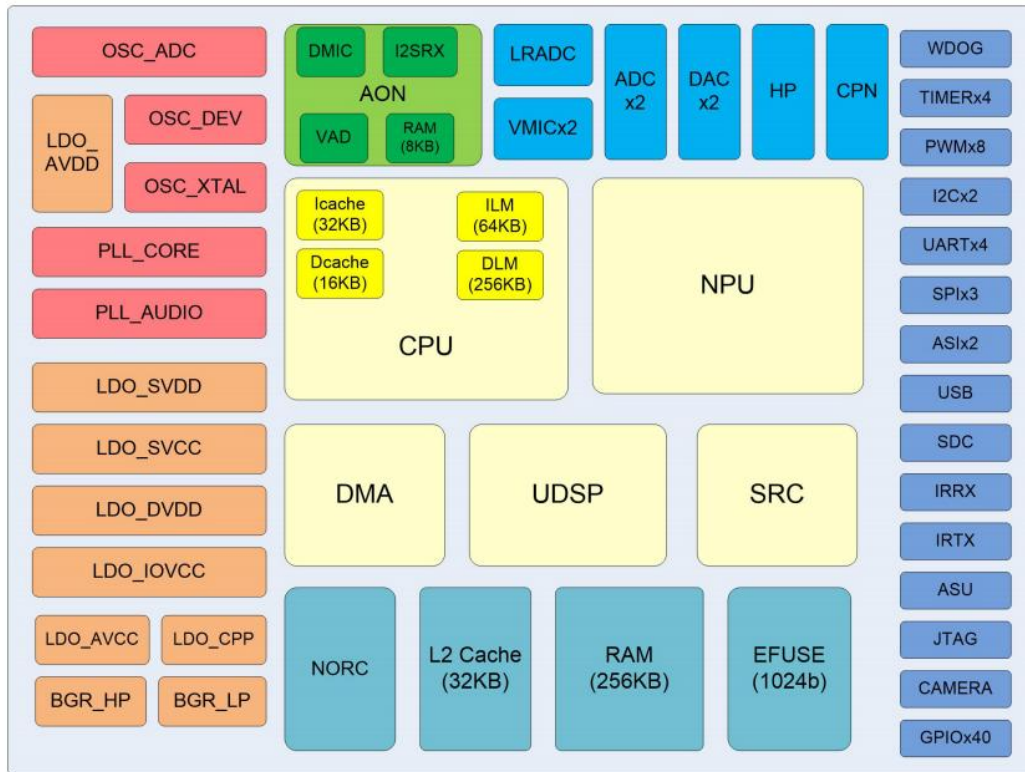 OSC_ADC
LDO_
AVDD
OSC_DEV
OSC_XTAL
PLL_CORE
PLL_AUDIO
LDO_SVDD
LDO_SVCC
LDO_DVDD
LDO_IOVCC
LDO_AVCC
LDO_CPP
BGR_HP
BGR_LP
DMIC
I2SRX
AON
VAD
RAM
(8KB)
LRADC
VMICx2
ADC
x2
DAC
x2
HP
CPN
Icache
(32KB)
ILM
(64KB)
Dcache
(16KB)
DLM
(256KB)
CPU
NPU
DMA
UDSP
SRC
NORC
L2 Cache
(32KB)
RAM
(256KB)
EFUSE
(1024b)
WDOG
TIMERx4
PWMx8
I2Cx2
UARTx4
SPIx3
ASIx2
USB
SDC
IRRX
IRTX
ASU
JTAG
CAMERA
GPIOx40